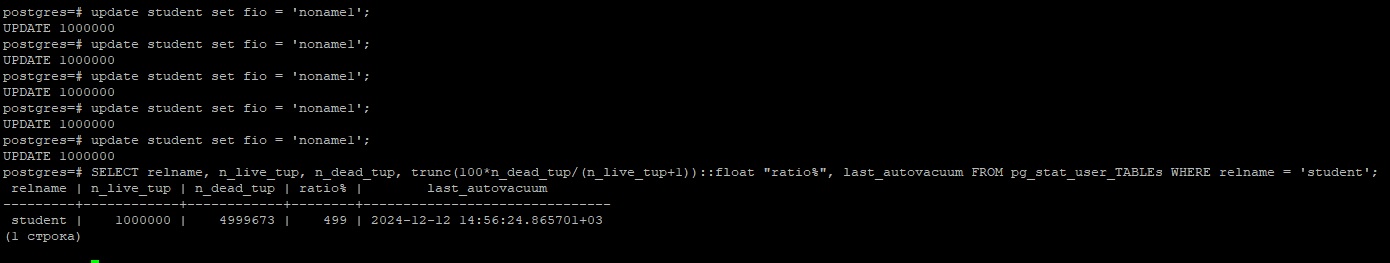 postgres=# update student set fio = 'noname1';
UPDATE 1000000
postgres=# update student set fio = 'noname1';
UPDATE 1000000
postgres=# update student set fio = 'noname1';
UPDATE 1000000
postgres=# update student set fio = 'noname1';
UPDATE 1000000
postgres=# update student set fio = 'noname1';
UPDATE 1000000
postgres=# SELECT relname, n_live_tup, n_dead_tup, trunc(100*n_dead_tup/(n_live_tup+1))::float "ratio%", last_autovacuum FROM pg_stat_user_TABLEs WHERE relname = 'student';
 relname | n_live_tup | n_dead_tup | ratio% |        last_autovacuum
---------+------------+------------+--------+-------------------------------
 student |    1000000 |    4999673 |    499 | 2024-12-12 14:56:24.865701+03
(1 строка)